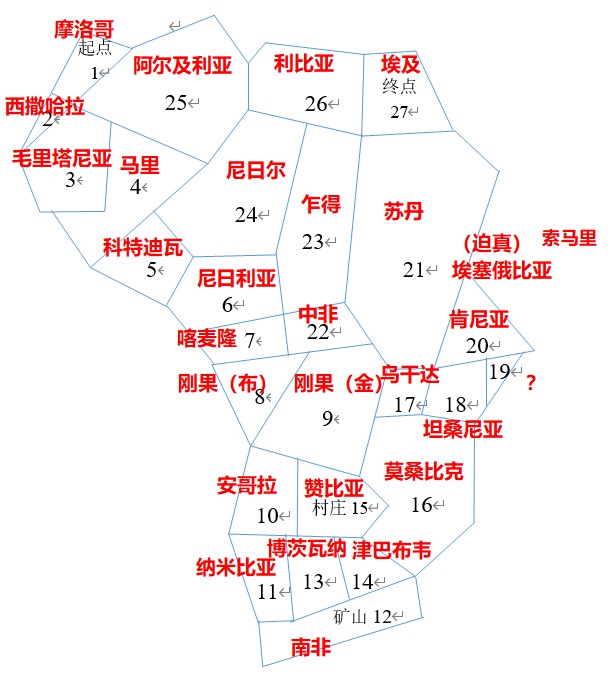 摩洛哥
起点
1
阿尔及利亚
25
利比亚
26
埃及
终点
27
西撒哈拉
2
毛里塔尼亚
3
马里
4
尼日尔
24
乍得
23
苏丹
21
(迫真)
索马里
埃塞俄比亚
科特迪瓦
5
尼日利亚
6
喀麦隆
7
中非
22
肯尼亚
20
刚果(布)
8
刚果(金)
9
乌干达
17
18
19
?
坦桑尼亚
安哥拉
10
赞比亚
村庄 15
莫桑比克
16
纳米比亚
11
博茨瓦纳
13
津巴布韦
14
矿山 12
南非